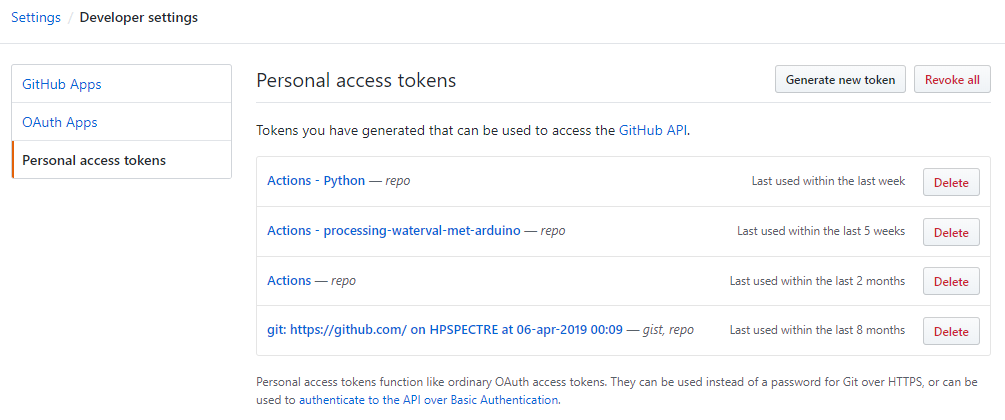 Settings / Developer settings
GitHub Apps
OAuth Apps
Personal access tokens
Personal access tokens
Generate new token
Revoke all
Tokens you have generated that can be used to access the GitHub API.
Actions - Python — repo Last used within the last week Delete
Actions - processing-waterval-met-arduino — repo Last used within the last 5 weeks Delete
Actions — repo Last used within the last 2 months Delete
git: https://github.com/ on HPSPECTRE at 06-apr-2019 00:09 — gist, repo Last used within the last 8 months Delete
Personal access tokens function like ordinary OAuth access tokens. They can be used instead of a password for Git over HTTPS, or can be
used to authenticate to the API over Basic Authentication.